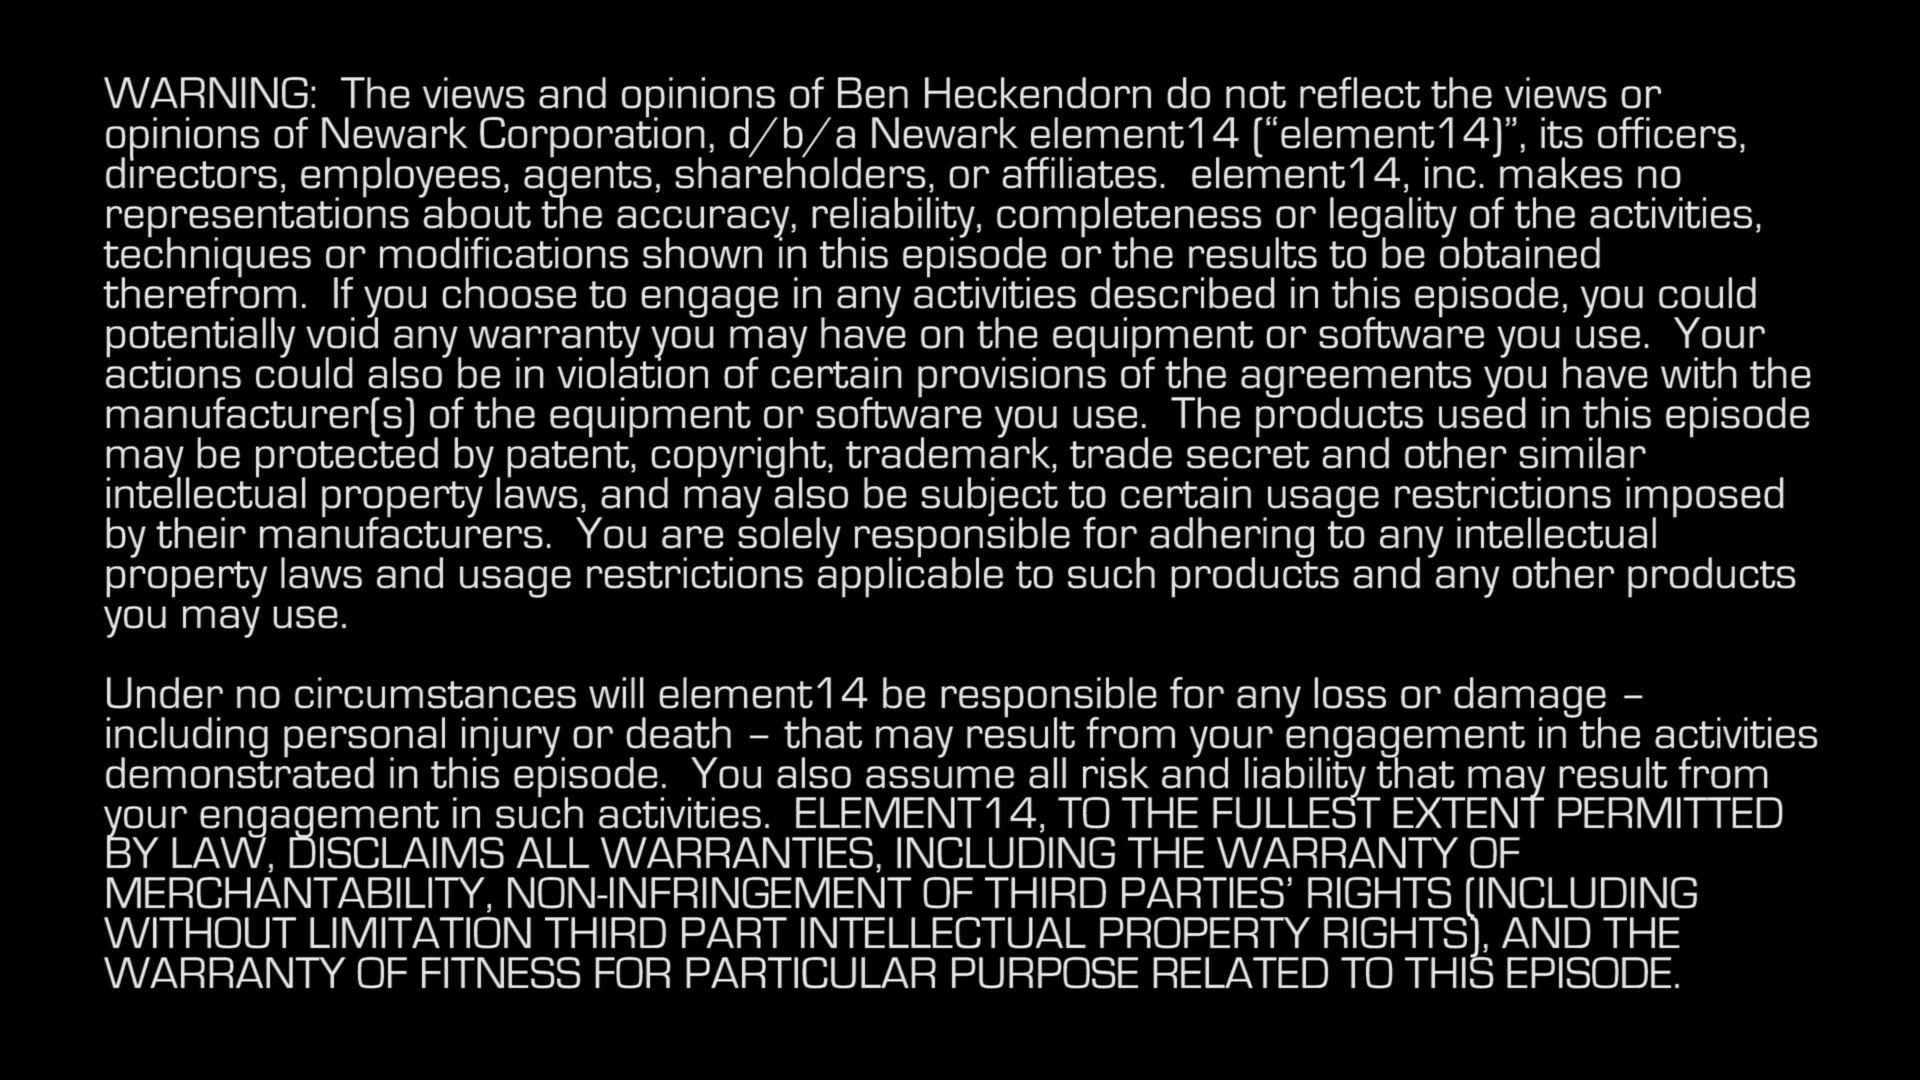 WARNING:  The views and opinions of Ben Heckendorn do not reflect the views or
opinions of Newark Corporation, d/b/a Newark element14 (“element14)”, its officers,
directors, employees, agents, shareholders, or affiliates.  element14, inc. makes no
representations about the accuracy, reliability, completeness or legality of the activities,
techniques or modifications shown in this episode or the results to be obtained
therefrom.  If you choose to engage in any activities described in this episode, you could
potentially void any warranty you may have on the equipment or software you use.  Your
actions could also be in violation of certain provisions of the agreements you have with the
manufacturer(s) of the equipment or software you use.  The products used in this episode
may be protected by patent, copyright, trademark, trade secret and other similar
intellectual property laws, and may also be subject to certain usage restrictions imposed
by their manufacturers.  You are solely responsible for adhering to any intellectual
property laws and usage restrictions applicable to such products and any other products
you may use.
Under no circumstances will element14 be responsible for any loss or damage –
including personal injury or death – that may result from your engagement in the activities
demonstrated in this episode.  You also assume all risk and liability that may result from
your engagement in such activities.  ELEMENT14, TO THE FULLEST EXTENT PERMITTED
BY LAW, DISCLAIMS ALL WARRANTIES, INCLUDING THE WARRANTY OF
MERCHANTABILITY, NON-INFRINGEMENT OF THIRD PARTIES’ RIGHTS (INCLUDING
WITHOUT LIMITATION THIRD PART INTELLECTUAL PROPERTY RIGHTS), AND THE
WARRANTY OF FITNESS FOR PARTICULAR PURPOSE RELATED TO THIS EPISODE.